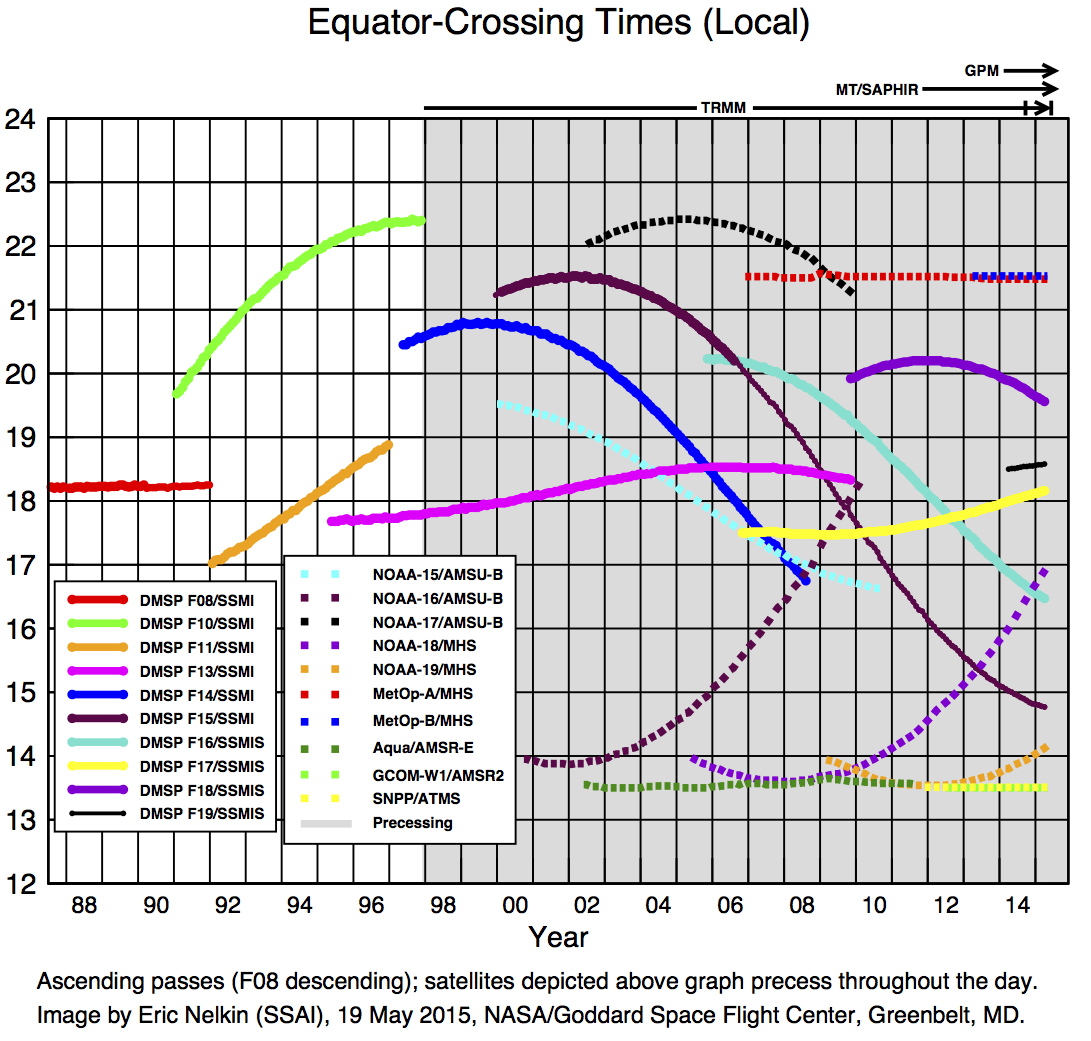 Equator-Crossing Times (Local)
GPM
MT/SAPHIR
TRMM
24
23
22
21
20
19
18
17
16
15
14
13
12
DMSP F08/SSMI
DMSP F10/SSMI
DMSP F11/SSMI
DMSP F13/SSMI
DMSP F14/SSMI
DMSP F15/SSMI
DMSP F16/SSMIS
DMSP F17/SSMIS
DMSP F18/SSMIS
DMSP F19/SSMIS
NOAA-15/AMSU-B
NOAA-16/AMSU-B
NOAA-17/AMSU-B
NOAA-18/MHS
NOAA-19/MHS
MetOp-A/MHS
MetOp-B/MHS
Aqua/AMSR-E
GCOM-W1/AMSR2
SNPP/ATMS
Precessing
88 90 92 94 96 98 00 02 04 06 08 10 12 14
Year
Ascending passes (F08 descending); satellites depicted above graph precess throughout the day.
Image by Eric Nelkin (SSAI), 19 May 2015, NASA/Goddard Space Flight Center, Greenbelt, MD.